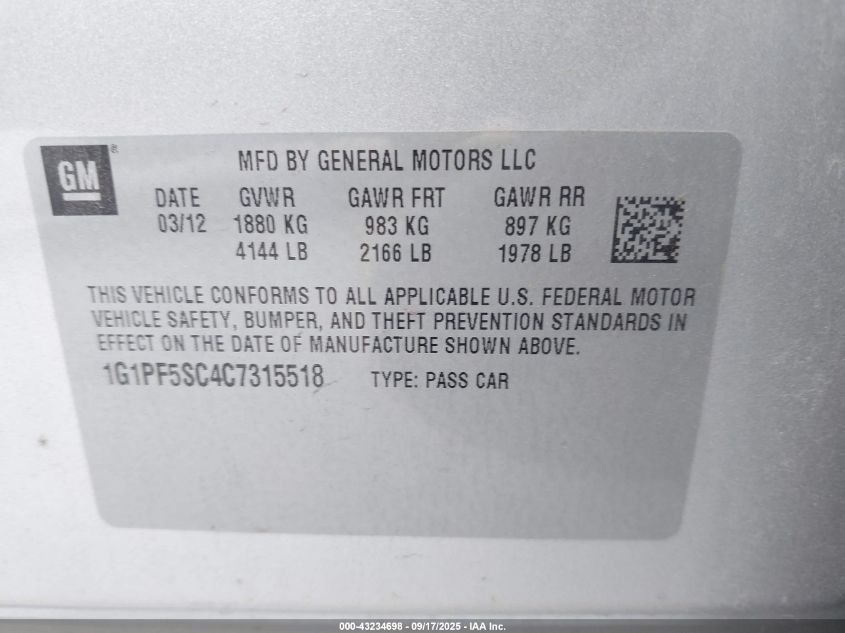 GM®
MFD BY GENERAL MOTORS LLC
DATE GVWR GAWR FRT GAWR RR
03/12 1880 KG 983 KG 897 KG
4144 LB 2166 LB 1978 LB
THIS VEHICLE CONFORMS TO ALL APPLICABLE U.S. FEDERAL MOTOR
VEHICLE SAFETY, BUMPER, AND THEFT PREVENTION STANDARDS IN
EFFECT ON THE DATE OF MANUFACTURE SHOWN ABOVE.
1G1PF5SC4C7315518 TYPE: PASS CAR
000-43234698 - 09/17/2025 - IAA Inc.